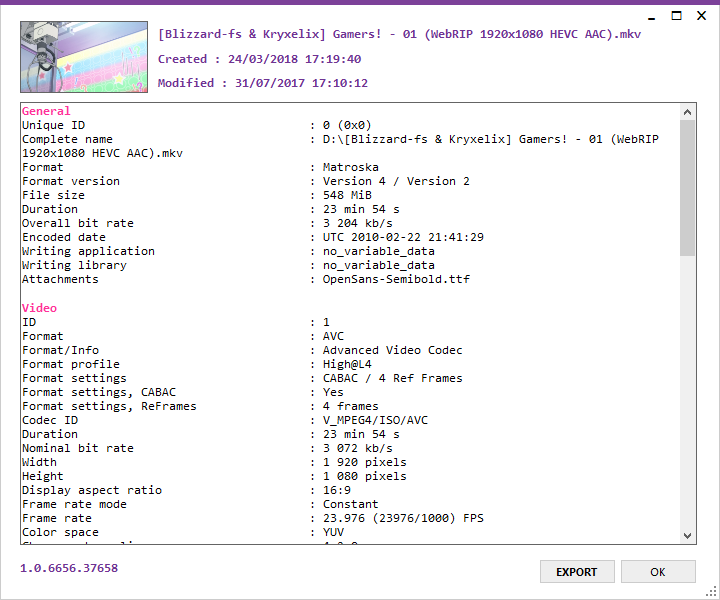 [Blizzard-fs & Kryxelix] Gamers! - 01 (WebRIP 1920x1080 HEVC AAC).mkv
Created : 24/03/2018 17:19:40
Modified : 31/07/2017 17:10:12
General
Unique ID : 0 (0x0)
Complete name : D:\[Blizzard-fs & Kryxelix] Gamers! - 01 (WebRIP
1920x1080 HEVC AAC).mkv
Format : Matroska
Format version : Version 4 / Version 2
File size : 548 MiB
Duration : 23 min 54 s
Overall bit rate : 3 204 kb/s
Encoded date : UTC 2010-02-22 21:41:29
Writing application : no_variable_data
Writing library : no_variable_data
Attachments : OpenSans-Semibold.ttf
Video
ID : 1
Format : AVC
Format/Info : Advanced Video Codec
Format profile : High@L4
Format settings : CABAC / 4 Ref Frames
Format settings, CABAC : Yes
Format settings, ReFrames : 4 frames
Codec ID : V_MPEG4/ISO/AVC
Duration : 23 min 54 s
Nominal bit rate : 3 072 kb/s
Width : 1 920 pixels
Height : 1 080 pixels
Display aspect ratio : 16:9
Frame rate mode : Constant
Frame rate : 23.976 (23976/1000) FPS
Color space : YUV
1.0.6656.37658
EXPORT
OK